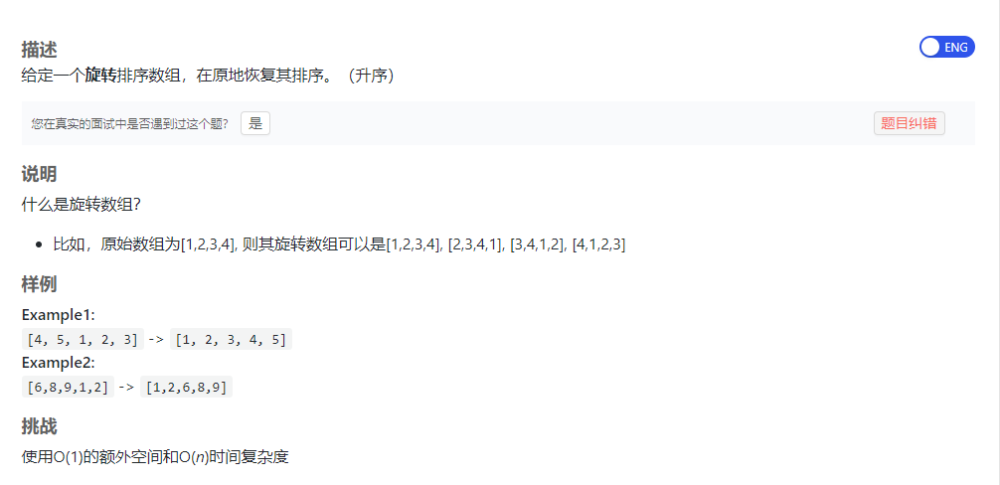 描述
ENG
给定一个旋转排序数组，在原地恢复其排序。（升序）
您在真实的面试中是否遇到过这个题？ 是
题目纠错
说明
什么是旋转数组？
• 比如，原始数组为[1,2,3,4], 则其旋转数组可以是[1,2,3,4], [2,3,4,1], [3,4,1,2], [4,1,2,3]
样例
Example1:
[4, 5, 1, 2, 3] -> [1, 2, 3, 4, 5]
Example2:
[6,8,9,1,2] -> [1,2,6,8,9]
挑战
使用O(1)的额外空间和O(n)时间复杂度